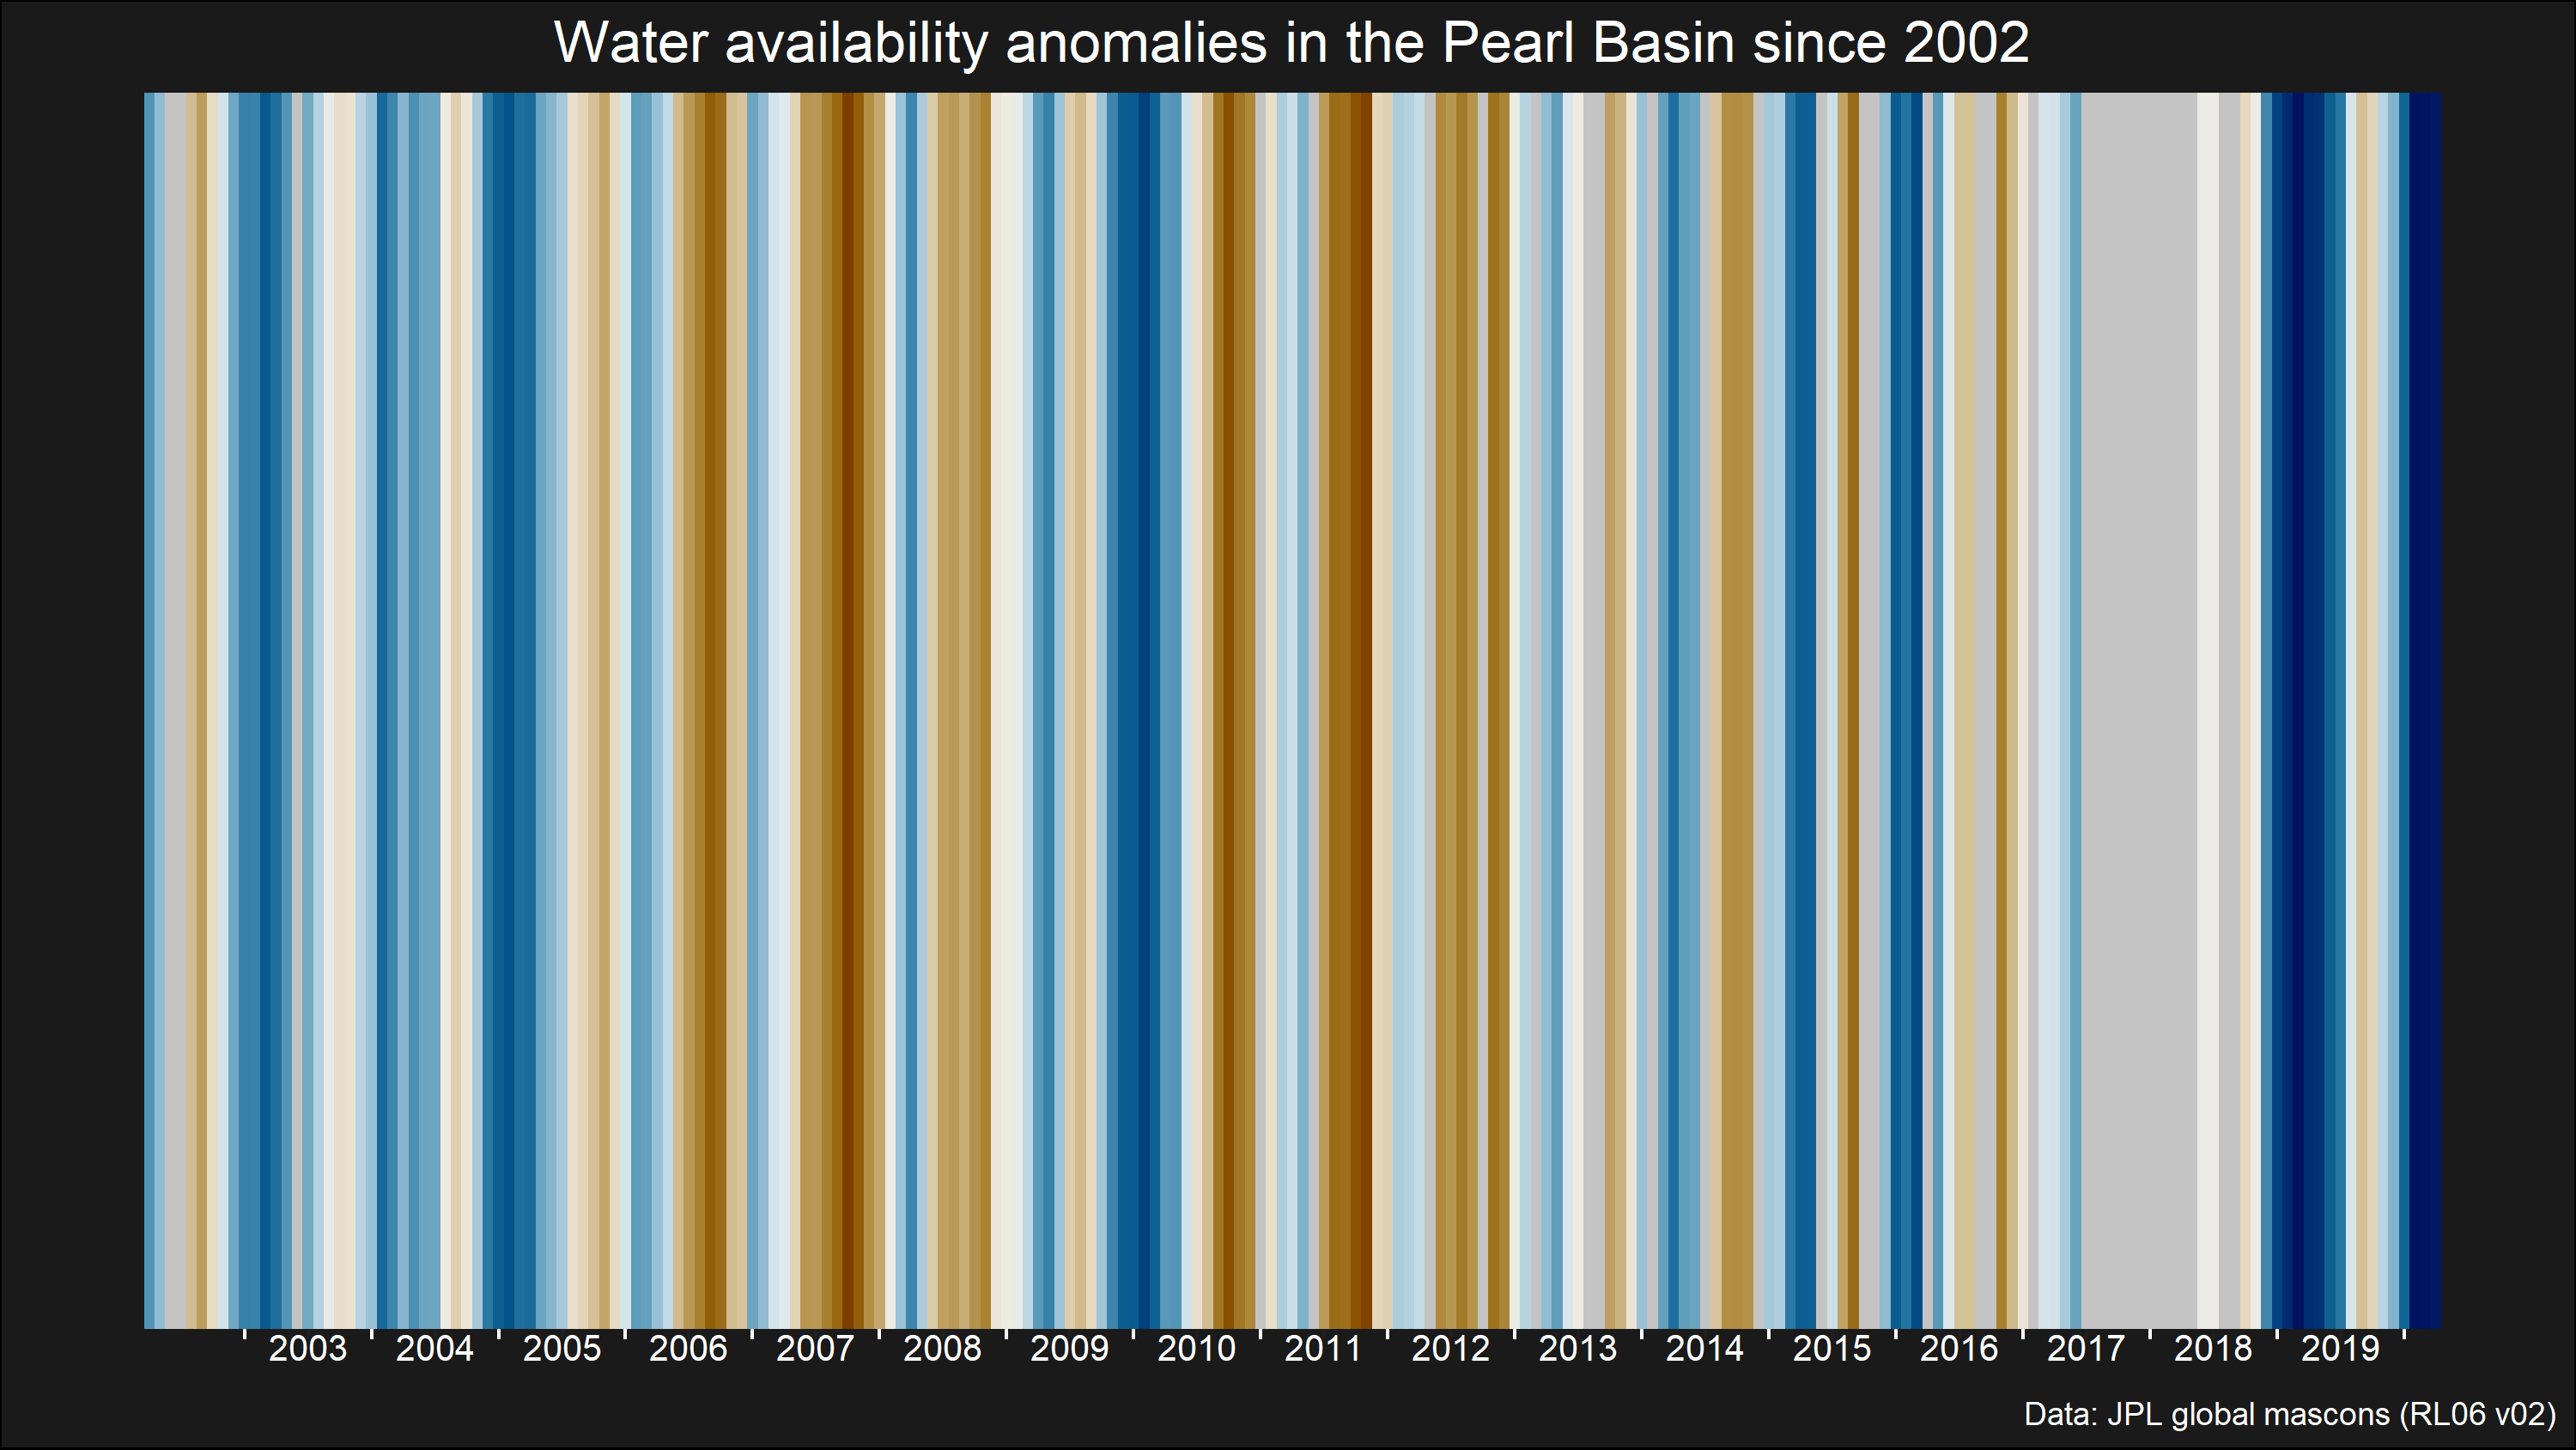 Water availability anomalies in the Pearl Basin since 2002
2003 2004 2005 2006 2007 2008 2009 2010 2011 2012 2013 2014 2015 2016 2017 2018 2019
Data: JPL global mascons (RL06 v02)